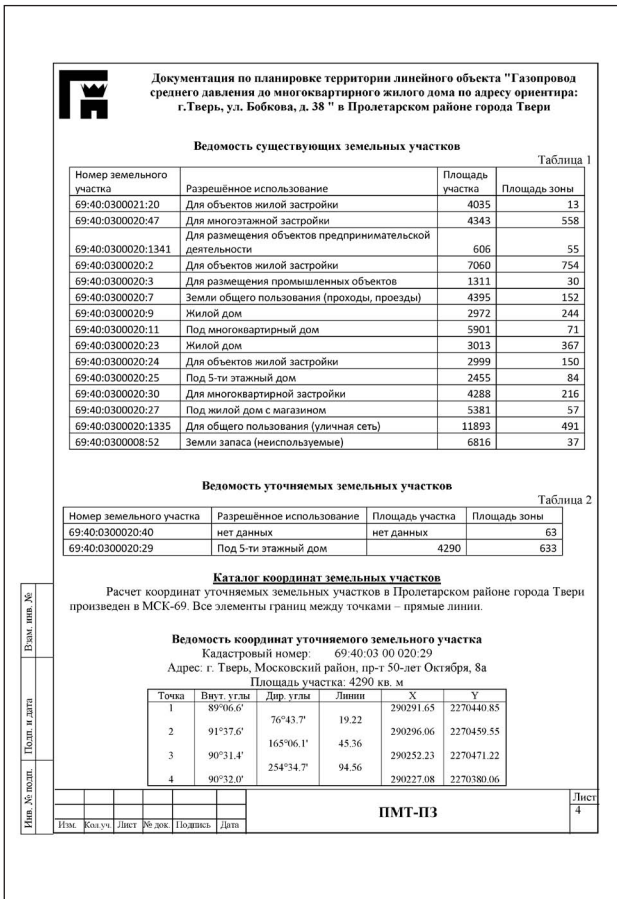 Документация по планировке территории линейного объекта "Газопровод
среднего давления до многоквартирного жилого дома по адресу ориентира:
г.Тверь, ул. Бобкова, д. 38 " в Пролетарском районе города Твери
Ведомость существующих земельных участков
Таблица 1
Номер земельного участка Разрешённое использование Площадь участка Площадь зоны
69:40:0300021:20 Для объектов жилой застройки 4035 13
69:40:0300020:47 Для многоэтажной застройки 4343 558
69:40:0300020:1341 Для размещения объектов предпринимательской деятельности 606 55
69:40:0300020:2 Для объектов жилой застройки 7060 754
69:40:0300020:3 Для размещения промышленных объектов 1311 30
69:40:0300020:7 Земли общего пользования (проходы, проезды) 4395 152
69:40:0300020:9 Жилой дом 2972 244
69:40:0300020:11 Под многоквартирный дом 5901 71
69:40:0300020:23 Жилой дом 3013 367
69:40:0300020:24 Для объектов жилой застройки 2999 150
69:40:0300020:25 Под 5-ти этажный дом 2455 84
69:40:0300020:30 Для многоквартирной застройки 4288 216
69:40:0300020:27 Под жилой дом с магазином 5381 57
69:40:0300020:1335 Для общего пользования (уличная сеть) 11893 491
69:40:0300008:52 Земли запаса (неиспользуемые) 6816 37
Ведомость уточняемых земельных участков
Таблица 2
Номер земельного участка Разрешённое использование Площадь участка Площадь зоны
69:40:0300020:40 нет данных нет данных 63
69:40:0300020:29 Под 5-ти этажный дом 4290 633
Каталог координат земельных участков
Расчет координат уточняемых земельных участков в Пролетарском районе города Твери
произведен в МСК-69. Все элементы границ между точками – прямые линии.
Ведомость координат уточняемого земельного участка
Кадастровый номер: 69:40:03 00 020:29
Адрес: г. Тверь, Московский район, пр-т 50-лет Октября, 8а
Площадь участка: 4290 кв. м
Точка Внут. углы Дир. углы Линии X Y
1 89°06.6' 290291.65 2270440.85
76°43.7' 19.22
2 91°37.6' 290296.06 2270459.55
165°06.1' 45.36
3 90°31.4' 290252.23 2270471.22
254°34.7' 94.56
4 90°32.0' 290227.08 2270380.06
Взам. инв. №
Подп. и дата
Инв. № подп.
Изм. Кол.уч. Лист № док. Подпись Дата
ПМТ-ПЗ
Лист
4